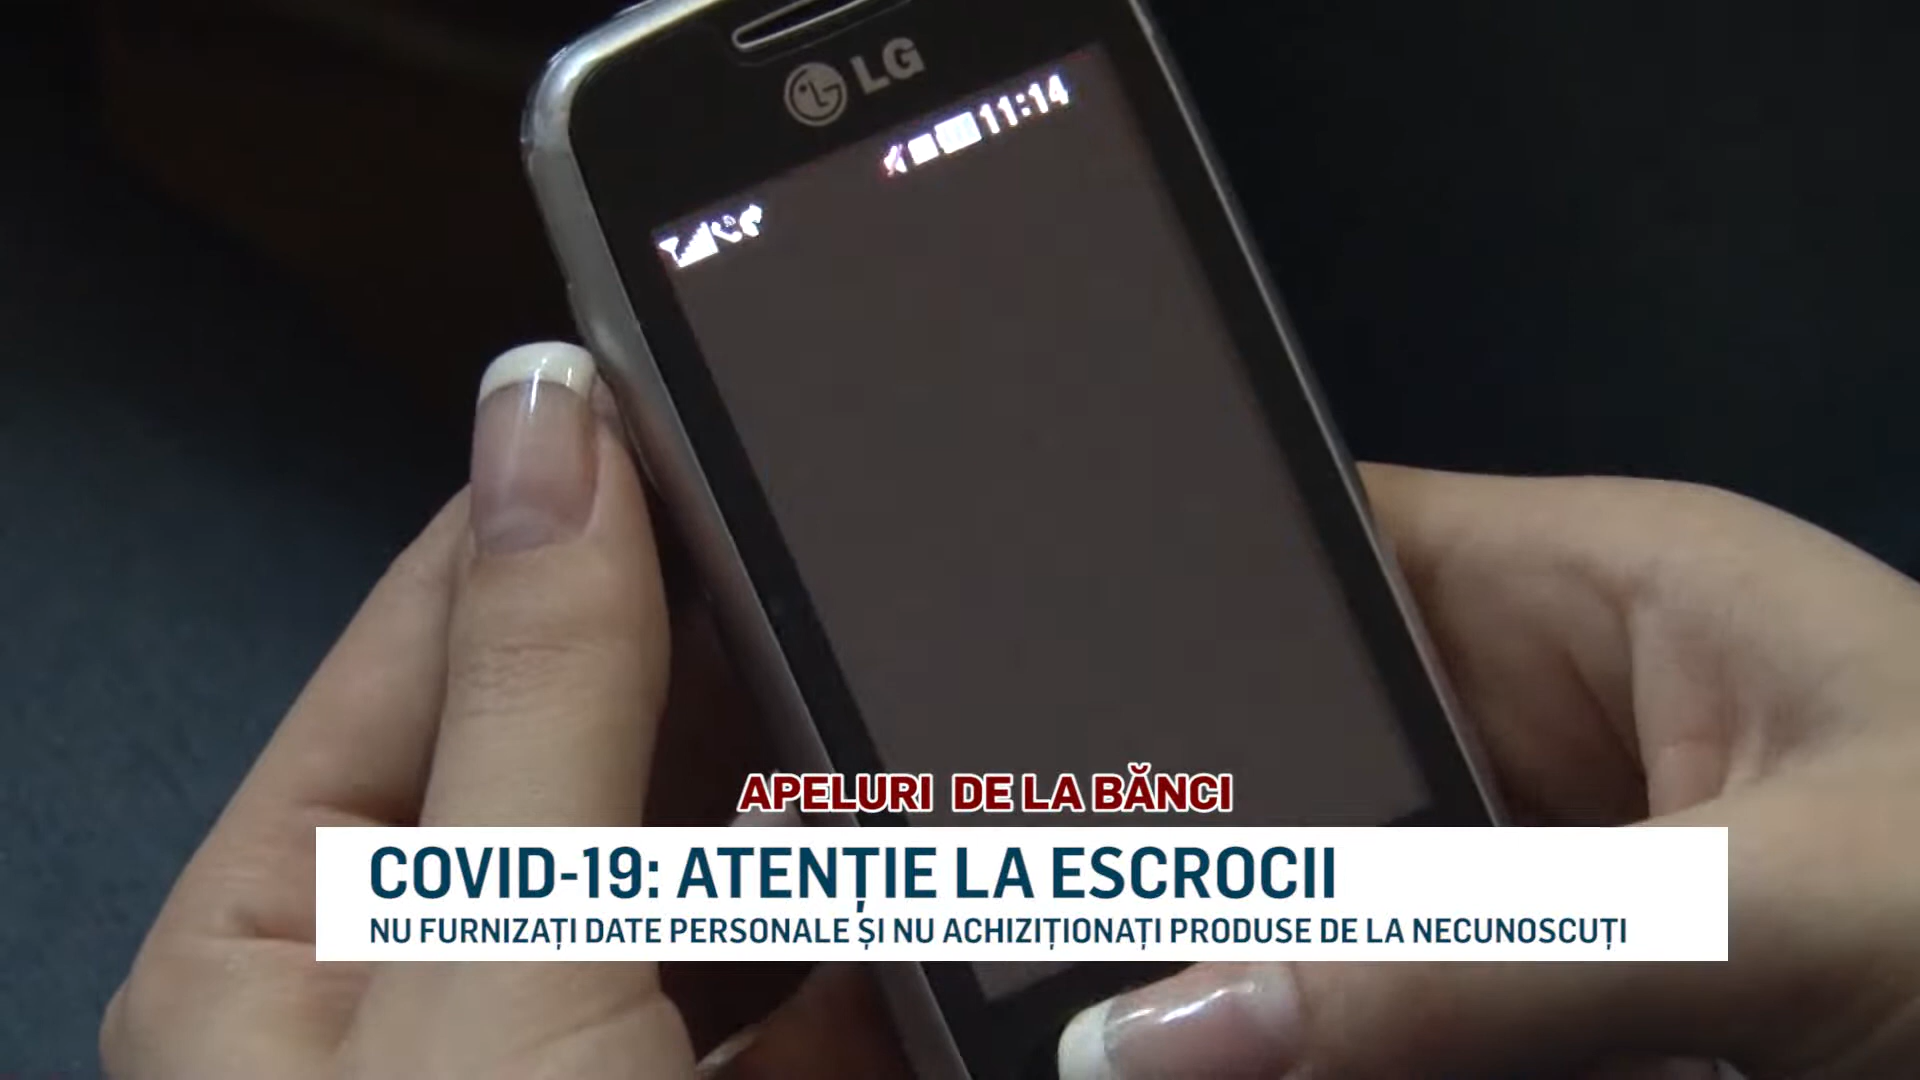 LG
11:14
APELURI DE LA BĂNCI
COVID-19: ATENȚIE LA ESCROCII
NU FURNIZAȚI DATE PERSONALE ȘI NU ACHIZIȚIONAȚI PRODUSE DE LA NECUNOSCUȚI